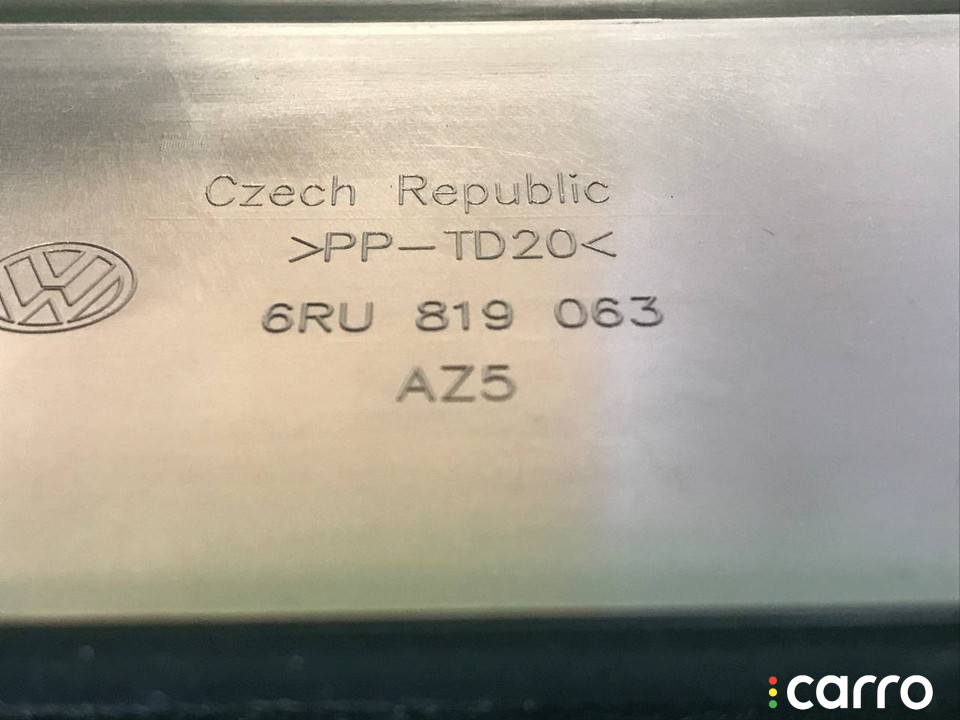 Czech Republic
>PP-TD20<
6RU 819 063
AZ5
carro